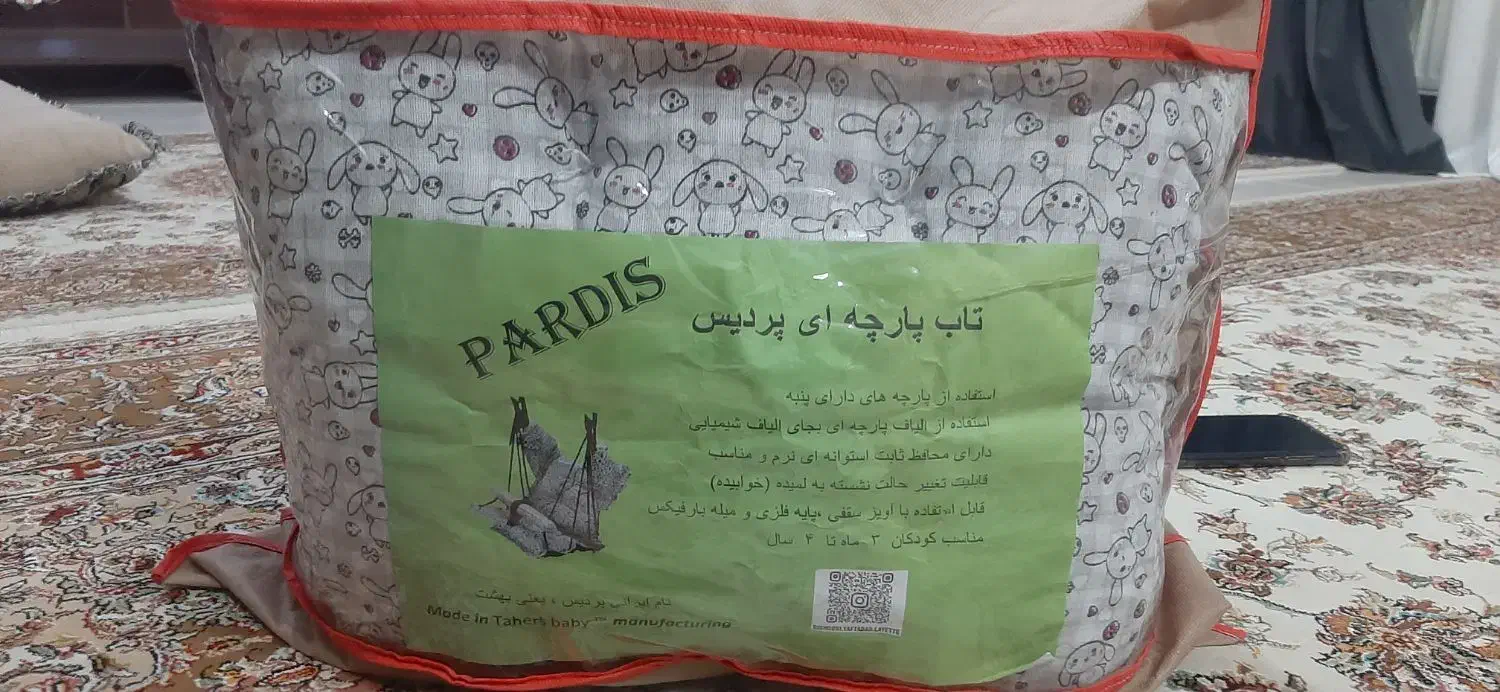 PARDIS
تاب پارچه ای پردیس
استفاده از پارچه های دارای پنبه
استفاده از الیاف پارچه ای بجای الیاف شیمیایی
دارای محافظ ثابت استوانه ای نرم و مناسب
قابلیت تغییر حالت نشسته به لمیده (خوابیده)
قابل استفاده با آویز سقفی ،پایه فلزی و میله بارفیکس
مناسب کودکان ۳ ماه تا ۴ سال
نام ایرانی پردیس ، یعنی بهشت
Made in Tahers baby ™ manufacturing